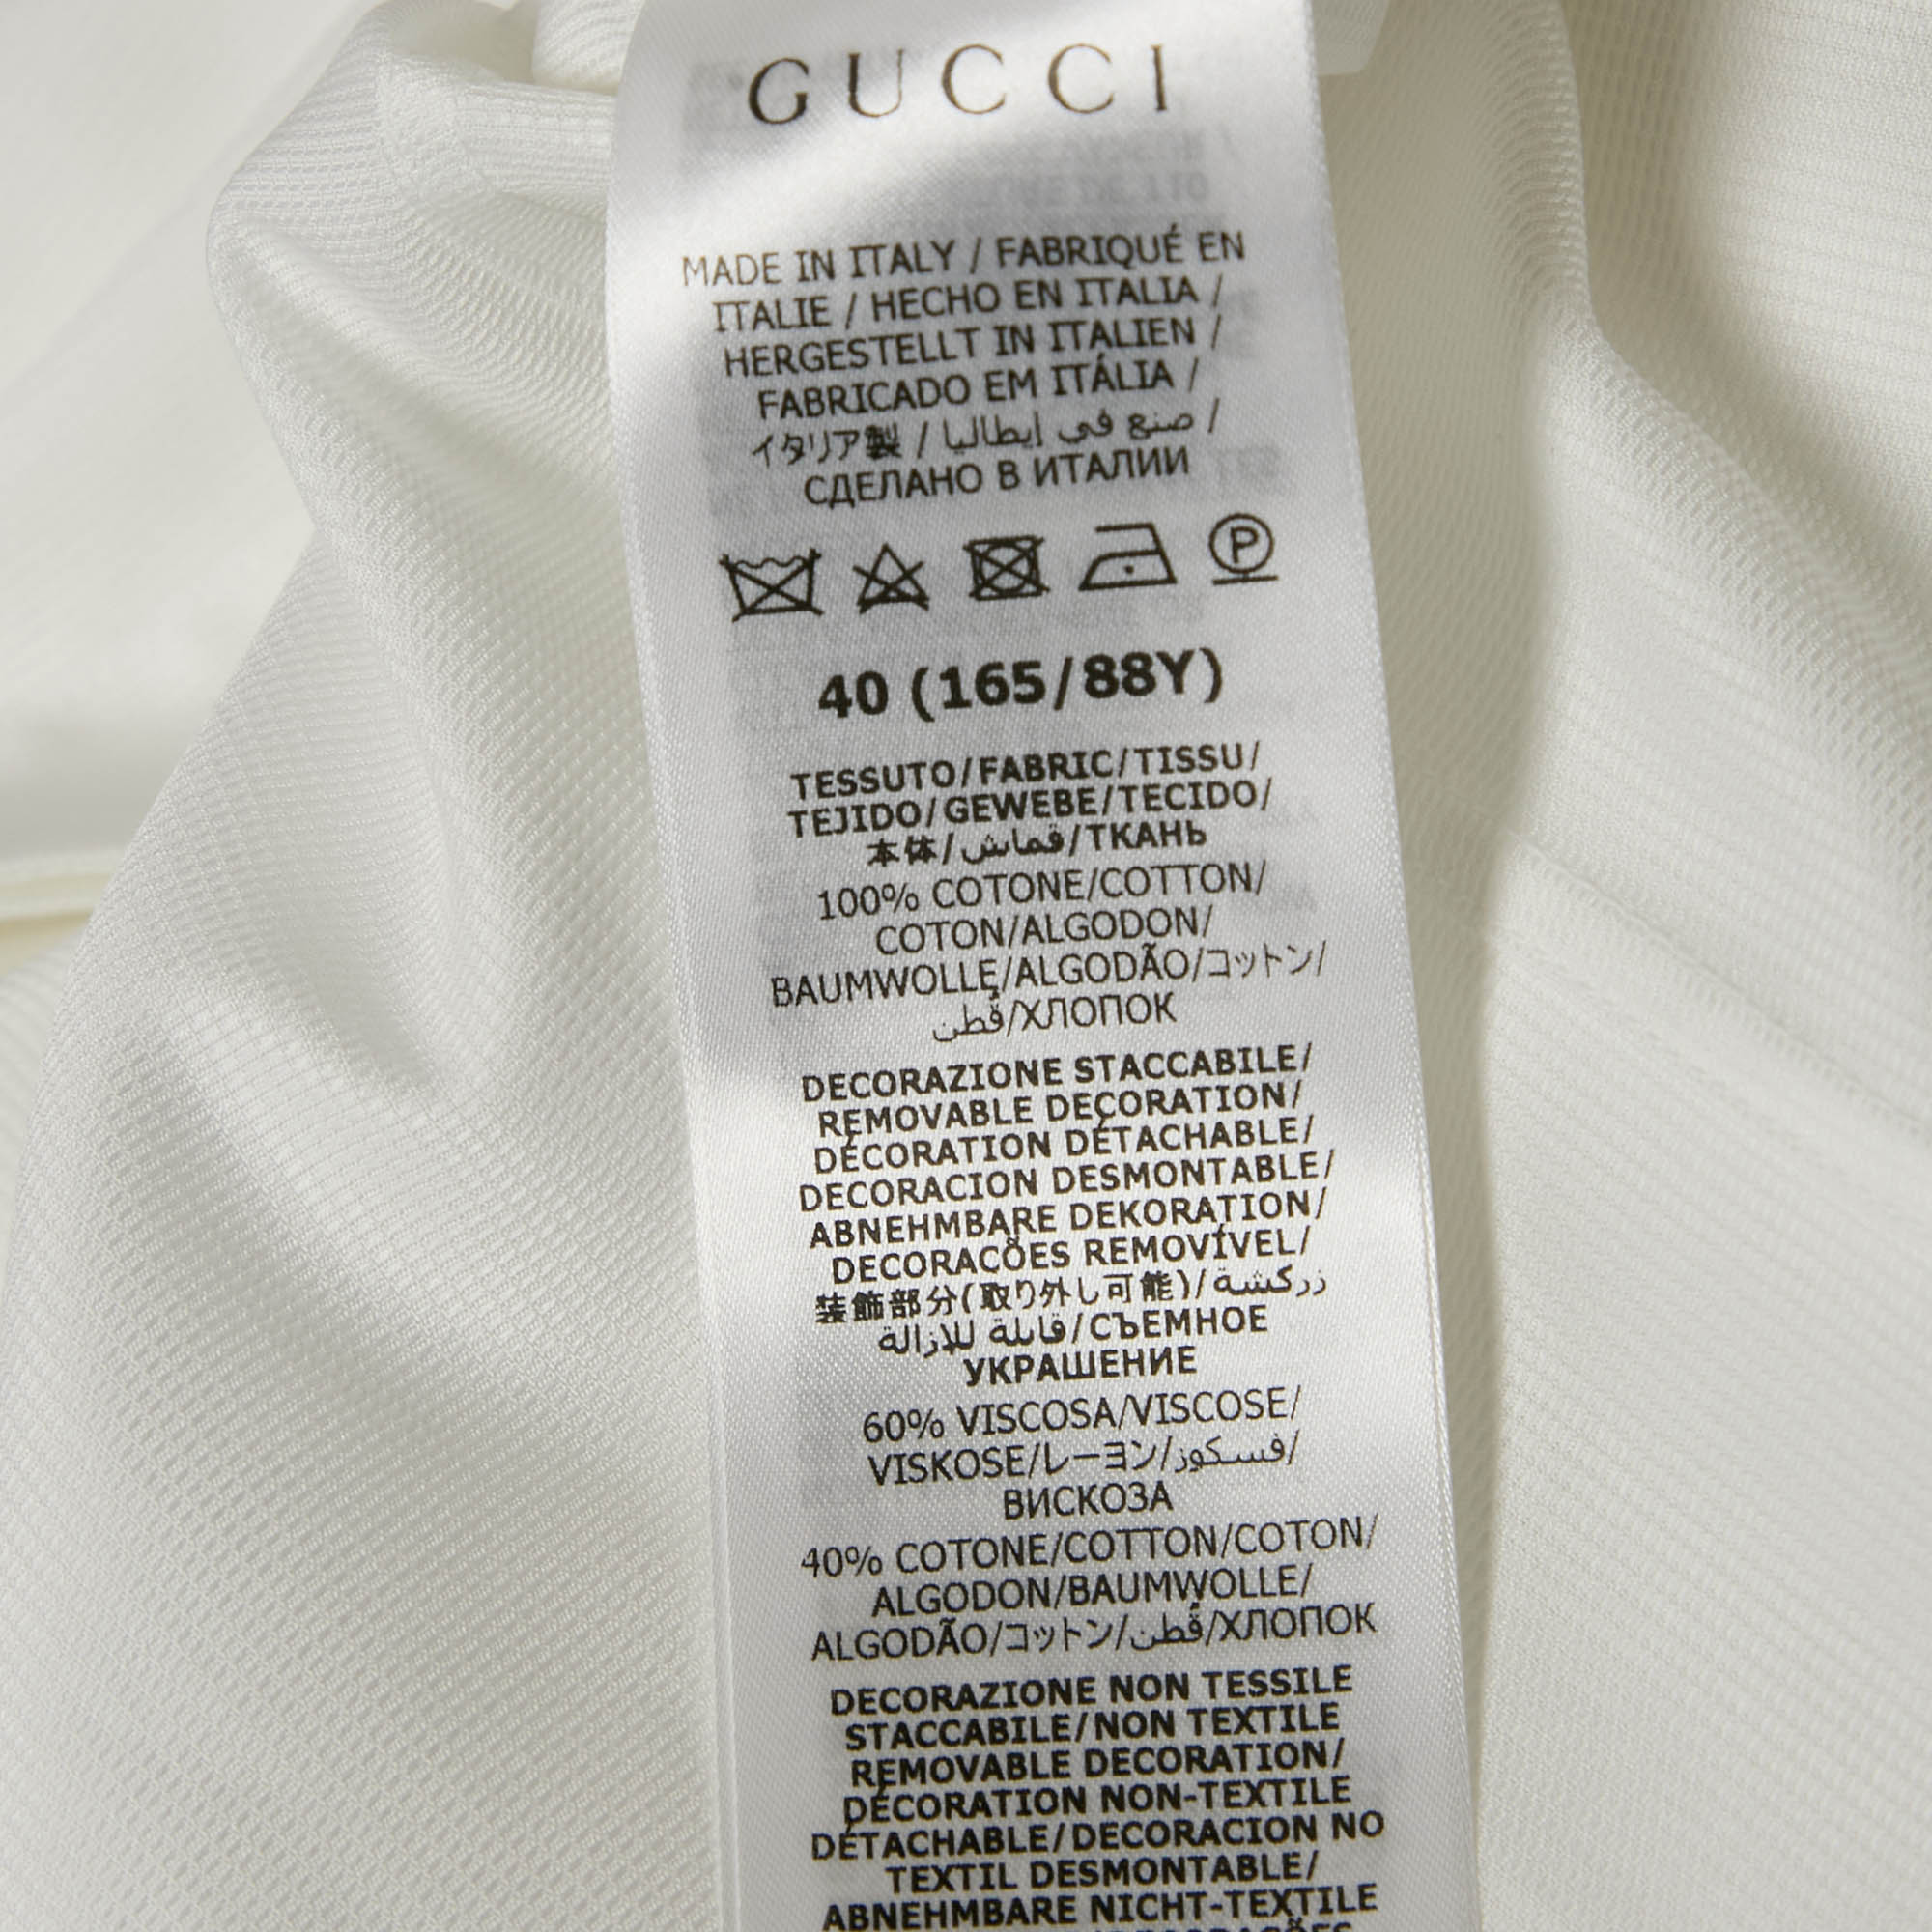 GUCCI
MADE IN ITALY / FABRIQUÉ EN
ITALIE / HECHO EN ITALIA /
HERGESTELLT IN ITALIEN /
FABRICADO EM ITÁLIA /
イタリア製 / صنع في إيطاليا /
СДЕЛАНО В ИТАЛИИ
P
40 (165/88Y)
TESSUTO/FABRIC/TISSU/
TEJIDO/GEWEBE/TECIDO/
本体/قماش/ТКАНЬ
100% COTONE/COTTON/
COTON/ALGODON/
BAUMWOLLE/ALGODÃO/コットン/
قطن/ХЛОПОК
DECORAZIONE STACCABILE/
REMOVABLE DECORATION/
DÉCORATION DÉTACHABLE/
DECORACION DESMONTABLE/
ABNEHMBARE DEKORATION/
DECORAÇÕES REMOVÍVEL/
装飾部分(取り外し可能)/زركشة
قابلة للإزالة/СЪЕМНОЕ
УКРАШЕНИЕ
60% VISCOSA/VISCOSE/
VISKOSE/レーヨン/فسكوز/
ВИСКОЗА
40% COTONE/COTTON/COTON/
ALGODON/BAUMWOLLE/
ALGODÃO/コットン/قطن/ХЛОПОК
DECORAZIONE NON TESSILE
STACCABILE/NON TEXTILE
REMOVABLE DECORATION/
DÉCORATION NON-TEXTILE
DÉTACHABLE/DECORACION NO
TEXTIL DESMONTABLE/
ABNEHMBARE NICHT-TEXTILE